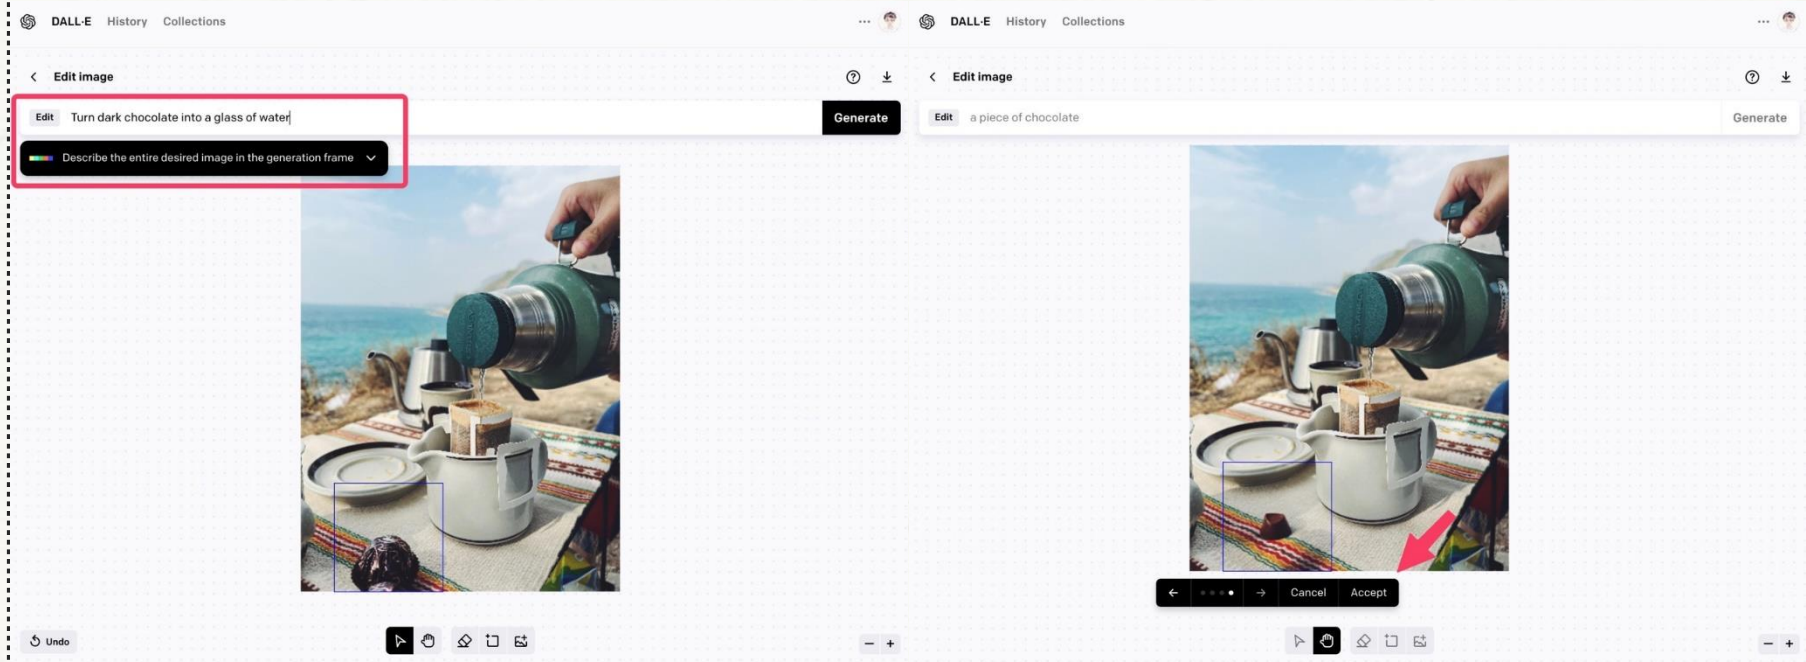 DALL·E History Collections
Edit image
Edit Turn dark chocolate into a glass of water Generate
Describe the entire desired image in the generation frame
Undo
DALL·E History Collections
Edit image
Edit a piece of chocolate Generate
Cancel Accept